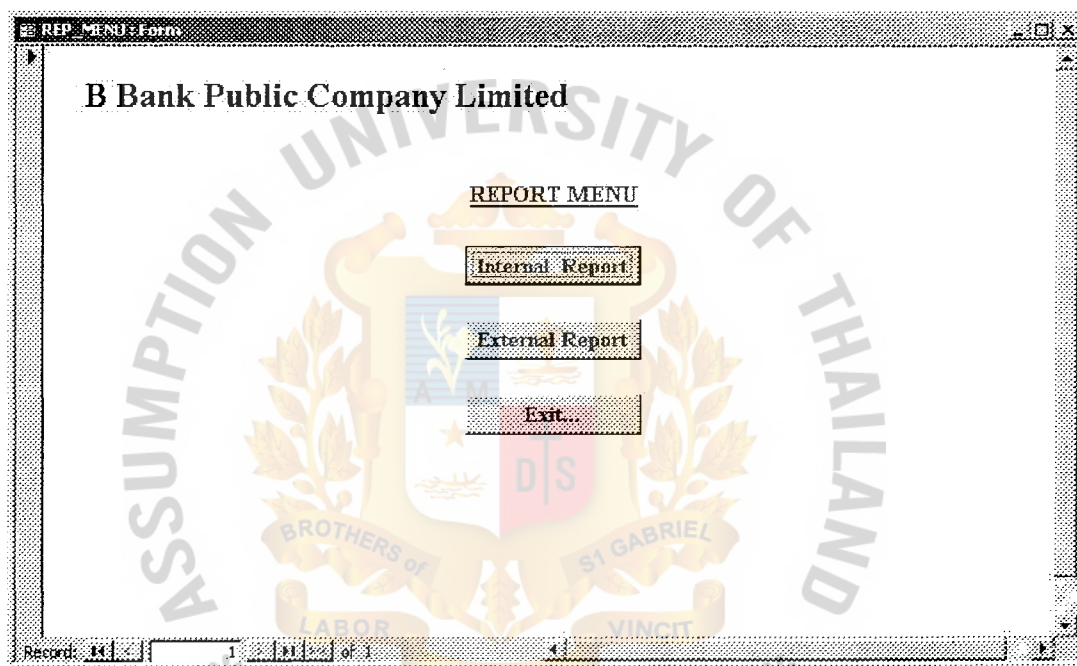 REP_MENU : Form
B Bank Public Company Limited
REPORT MENU
Internal Report
External Report
Exit...
Record: 1 of 1
ASSUMPTION UNIVERSITY OF THAILAND
A M
D S
BROTHERS of S1 GABRIEL
LABOR VINCIT